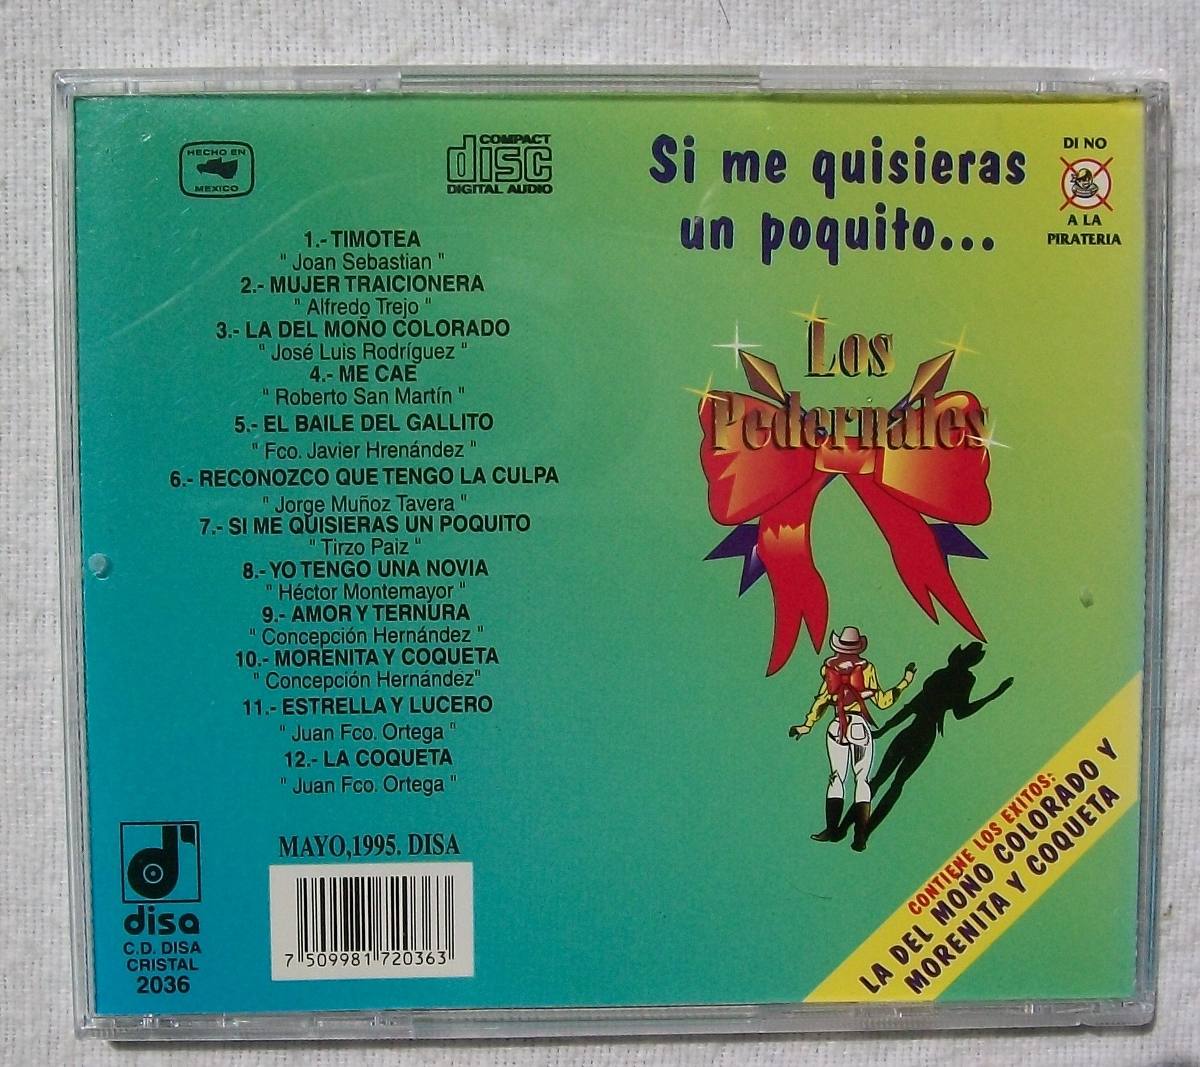 HECHO EN
MEXICO
COMPACT
disc
DIGITAL AUDIO
1.- TIMOTEA
" Joan Sebastian "
2.- MUJER TRAICIONERA
" Alfredo Trejo "
3.- LA DEL MOÑO COLORADO
" José Luis Rodríguez "
4.- ME CAE
" Roberto San Martín "
5.- EL BAILE DEL GALLITO
" Fco. Javier Hrenández "
6.- RECONOZCO QUE TENGO LA CULPA
" Jorge Muñoz Tavera "
7.- SI ME QUISIERAS UN POQUITO
" Tirzo Paiz "
8.- YO TENGO UNA NOVIA
" Héctor Montemayor "
9.- AMOR Y TERNURA
" Concepción Hernández "
10.- MORENITA Y COQUETA
" Concepción Hernández"
11.- ESTRELLA Y LUCERO
" Juan Fco. Ortega "
12.- LA COQUETA
" Juan Fco. Ortega "
MAYO,1995. DISA
7 509981 720363
disa
C.D. DISA
CRISTAL
2036
Si me quisieras
un poquito...
DI NO
A LA
PIRATERIA
Los
Pedernales
CONTIENE LOS EXITOS:
LA DEL MOÑO COLORADO Y
MORENITA Y COQUETA